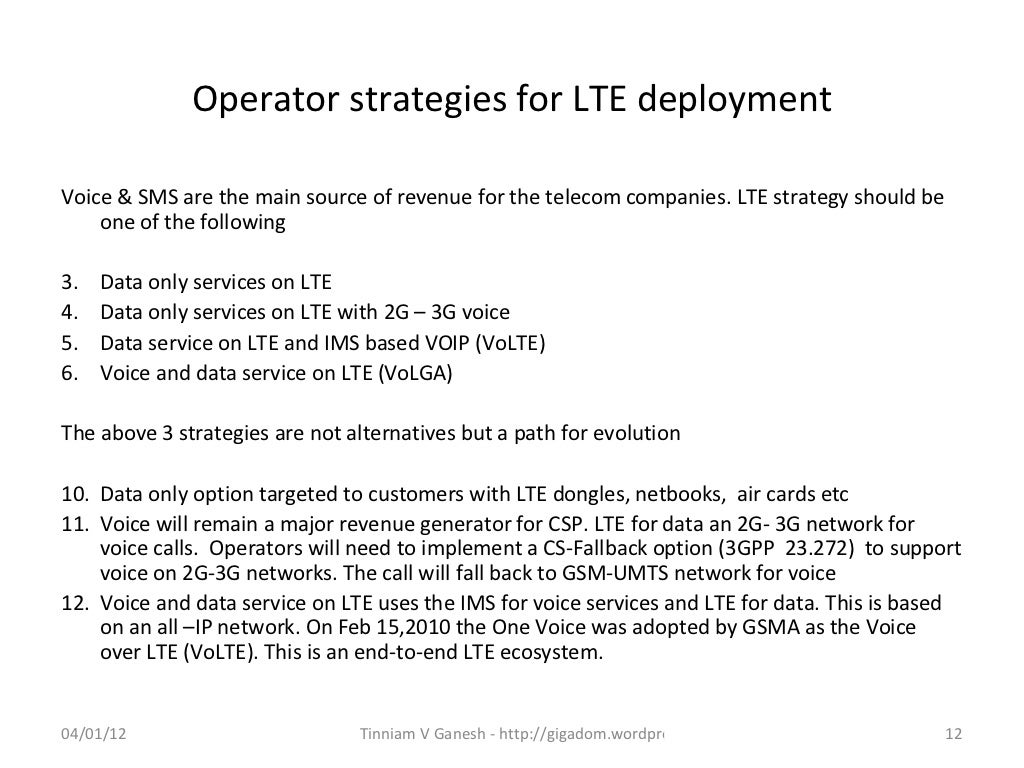 Operator strategies for LTE deployment
Voice & SMS are the main source of revenue for the telecom companies. LTE strategy should be
one of the following
3. Data only services on LTE
4. Data only services on LTE with 2G – 3G voice
5. Data service on LTE and IMS based VOIP (VoLTE)
6. Voice and data service on LTE (VoLGA)
The above 3 strategies are not alternatives but a path for evolution
10. Data only option targeted to customers with LTE dongles, netbooks,  air cards etc
11. Voice will remain a major revenue generator for CSP. LTE for data an 2G- 3G network for
voice calls.  Operators will need to implement a CS-Fallback option (3GPP  23.272)  to support
voice on 2G-3G networks. The call will fall back to GSM-UMTS network for voice
12. Voice and data service on LTE uses the IMS for voice services and LTE for data. This is based
on an all –IP network. On Feb 15,2010 the One Voice was adopted by GSMA as the Voice
over LTE (VoLTE). This is an end-to-end LTE ecosystem.
04/01/12 Tinniam V Ganesh - http://gigadom.wordpr 12